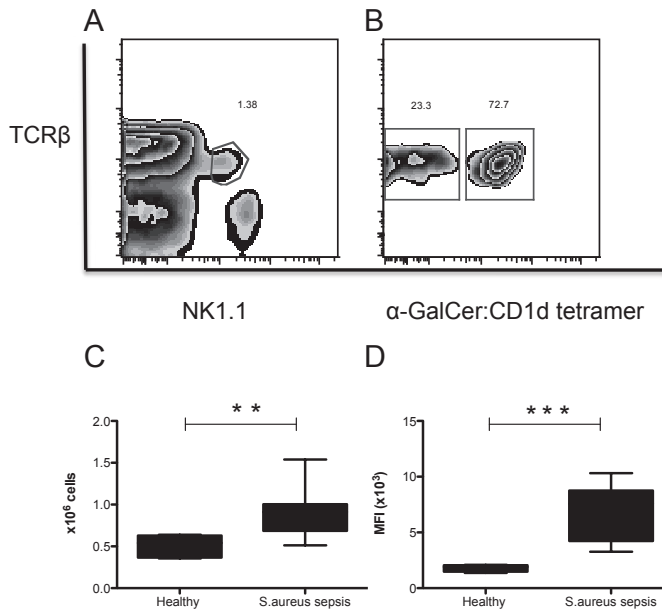 A
B
1.38
23.3
72.7
TCRβ
NK1.1
α-GalCer:CD1d tetramer
C
D
* *
* * *
2.0
1.5
1.0
0.5
0.0
x10⁶ cells
Healthy
S.aureus sepsis
15
10
5
0
MFI (x10³)
Healthy
S.aureus sepsis